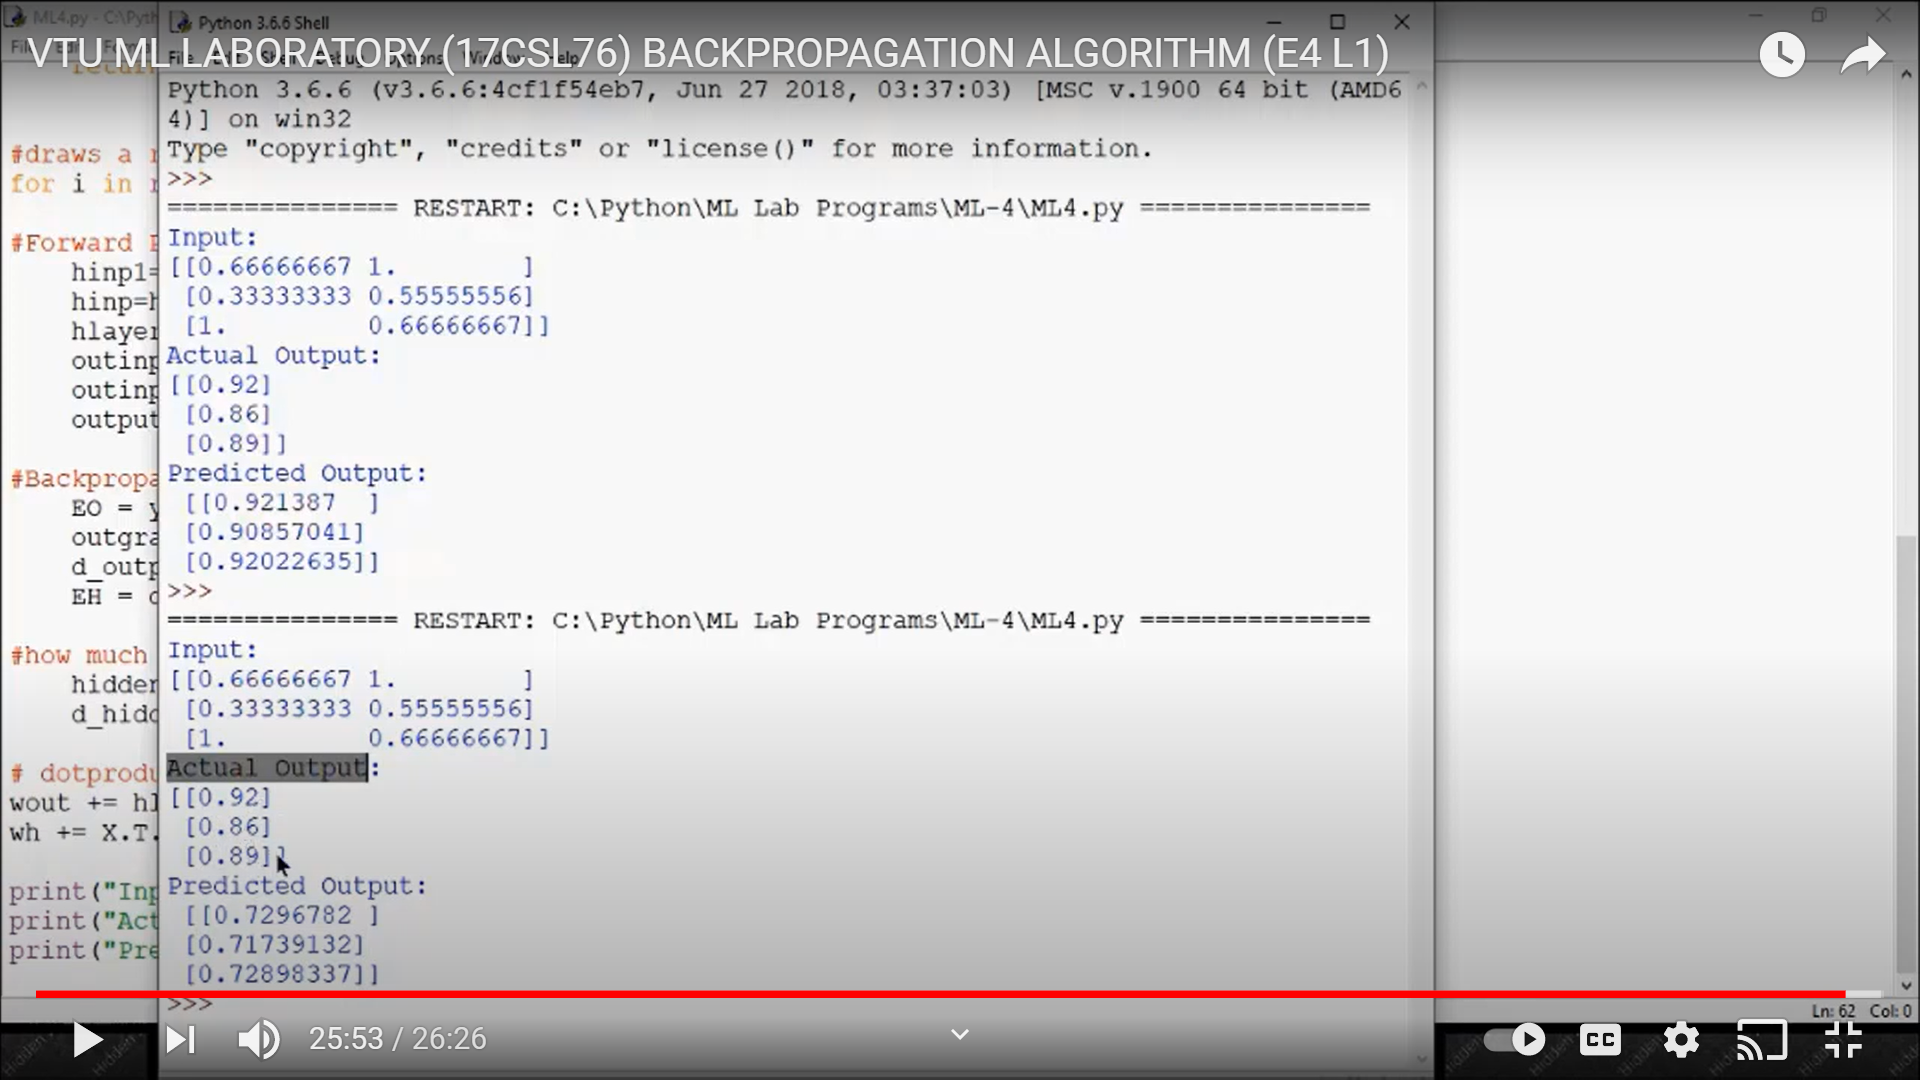 ML4.py - C:\Pyth
Python 3.6.6 Shell
VTU ML LABORATORY (17CSL76) BACKPROPAGATION ALGORITHM (E4 L1)
Python 3.6.6 (v3.6.6:4cf1f54eb7, Jun 27 2018, 03:37:03) [MSC v.1900 64 bit (AMD6
4)] on win32
Type "copyright", "credits" or "license()" for more information.
>>>
=============== RESTART: C:\Python\ML Lab Programs\ML-4\ML4.py ===============
Input:
[[0.66666667 1.        ]
 [0.33333333 0.55555556]
 [1.         0.66666667]]
Actual Output:
[[0.92]
 [0.86]
 [0.89]]
Predicted Output:
 [[0.921387  ]
 [0.90857041]
 [0.92022635]]
>>>
=============== RESTART: C:\Python\ML Lab Programs\ML-4\ML4.py ===============
Input:
[[0.66666667 1.        ]
 [0.33333333 0.55555556]
 [1.         0.66666667]]
Actual Output:
[[0.92]
 [0.86]
 [0.89]]
Predicted Output:
 [[0.7296782 ]
 [0.71739132]
 [0.72898337]]
>>>
#draws a r
for i in r
#Forward P
hinp1=
hinp=h
hlayer
outinp
outinp
output
#Backpropa
EO = y
outgra
d_outp
EH = d
#how much
hidden
d_hidd
# dotprodu
wout += hl
wh += X.T.
print("Inp
print("Act
print("Pre
Ln: 62 Col: 0
25:53 / 26:26
CC